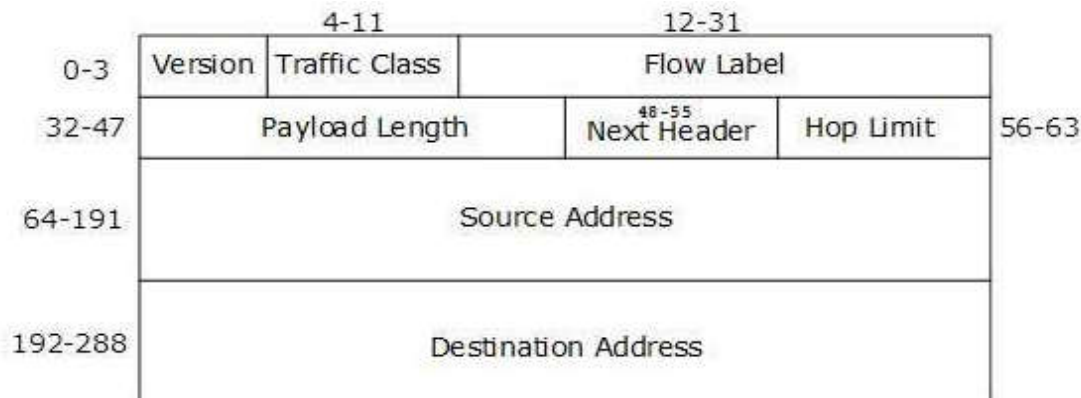 4-11 12-31
0-3 Version Traffic Class Flow Label
48-55
32-47 Payload Length Next Header Hop Limit 56-63
64-191 Source Address
192-288 Destination Address